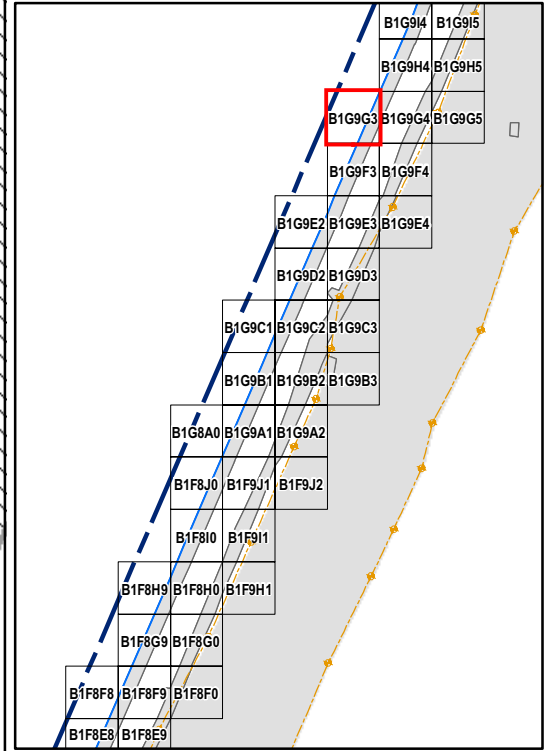 B1G9I4 B1G9I5
B1G9H4 B1G9H5
B1G9G3 B1G9G4 B1G9G5
B1G9F3 B1G9F4
B1G9E2 B1G9E3 B1G9E4
B1G9D2 B1G9D3
B1G9C1 B1G9C2 B1G9C3
B1G9B1 B1G9B2 B1G9B3
B1G8A0 B1G9A1 B1G9A2
B1F8J0 B1F9J1 B1F9J2
B1F8I0 B1F9I1
B1F8H9 B1F8H0 B1F9H1
B1F8G9 B1F8G0
B1F8F8 B1F8F9 B1F8F0
B1F8E8 B1F8E9